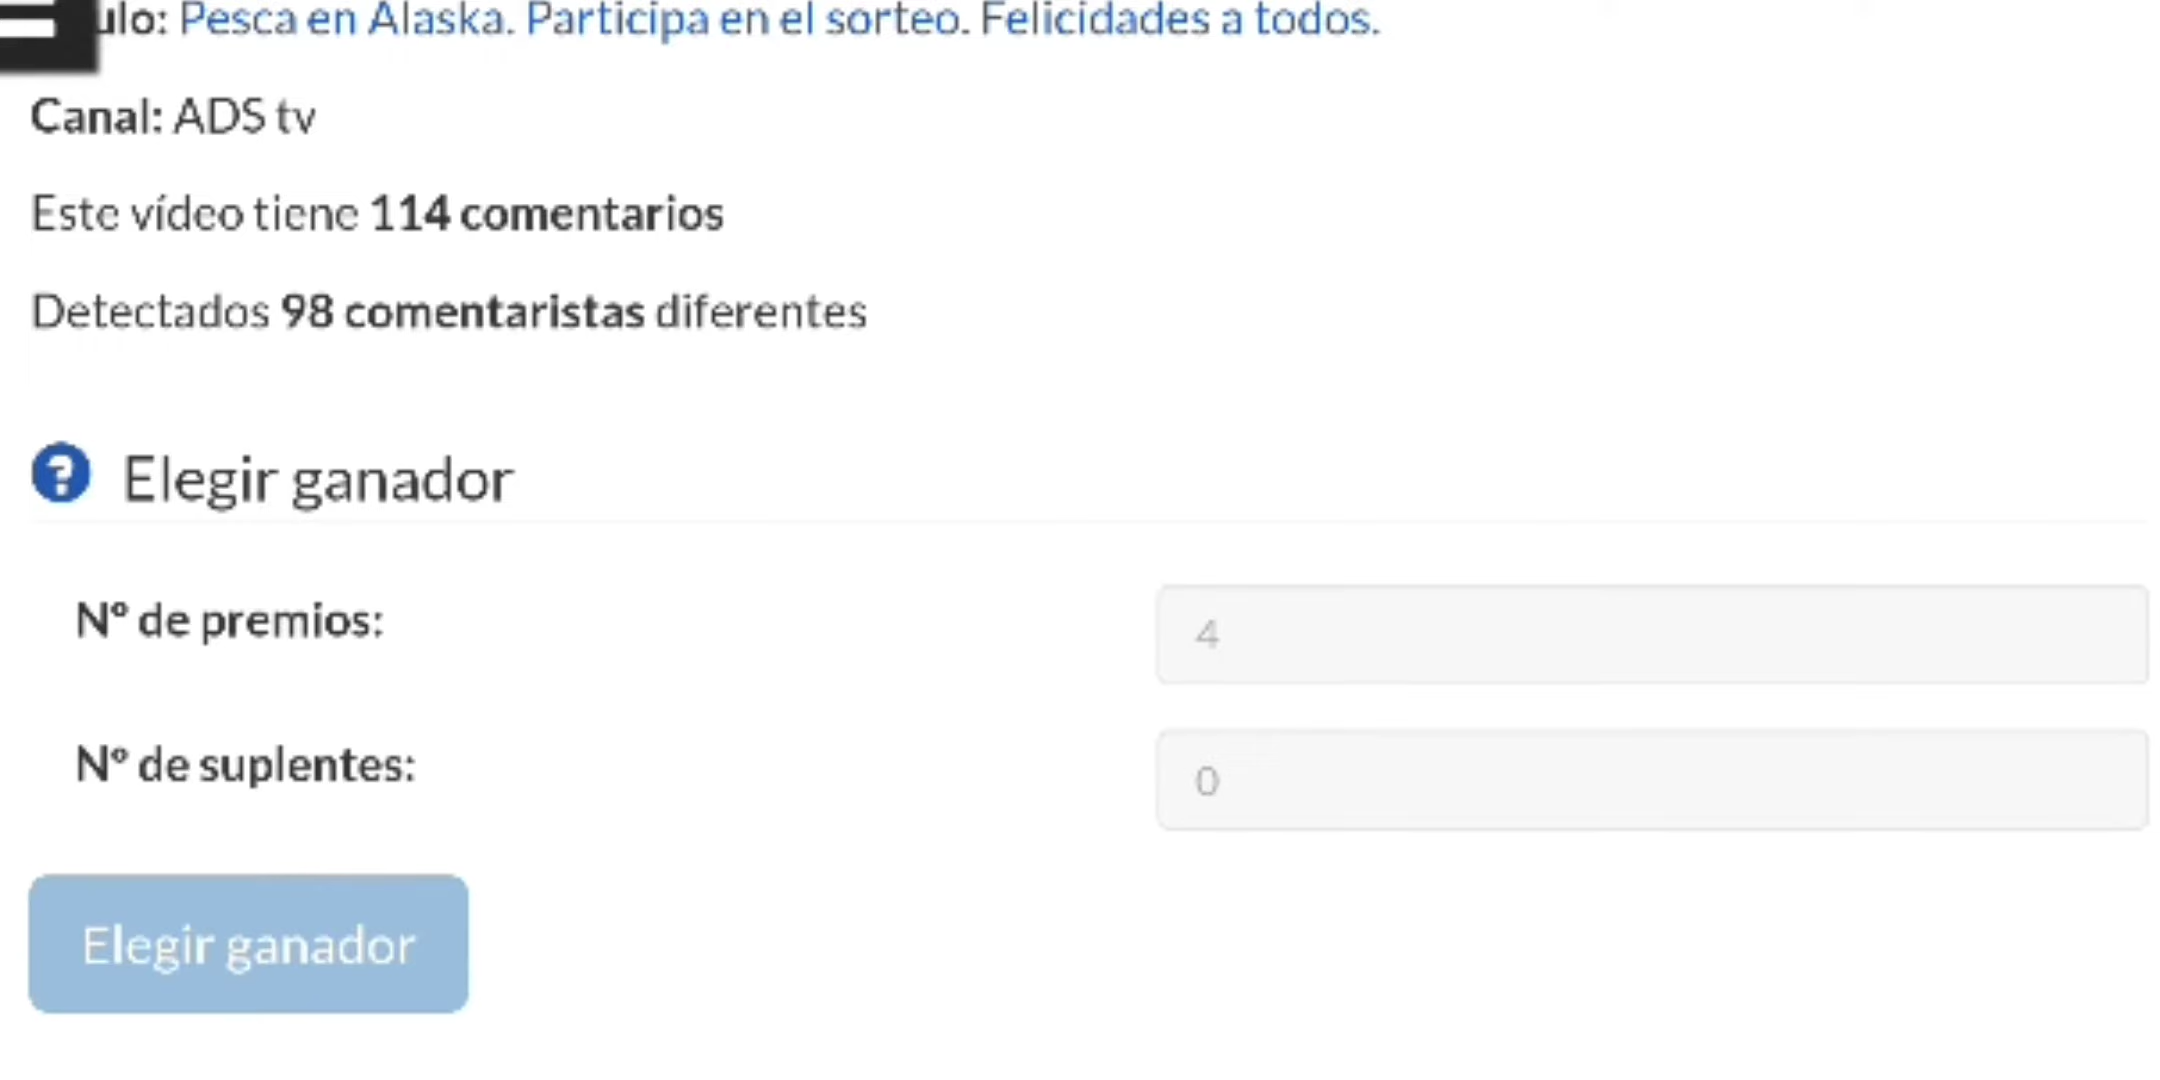 ulo: Pesca en Alaska. Participa en el sorteo. Felicidades a todos.
Canal: ADS tv
Este vídeo tiene 114 comentarios
Detectados 98 comentaristas diferentes
Elegir ganador
Nº de premios:
4
Nº de suplentes:
0
Elegir ganador